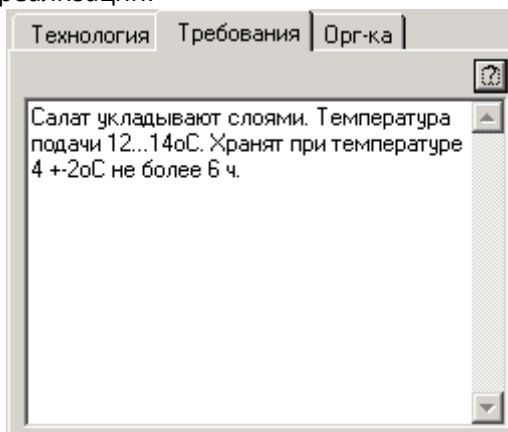 реализации.
Технология Требования Орг-ка
Салат укладывают слоями. Температура
подачи 12...14оС. Хранят при температуре
4 +-2оС не более 6 ч.